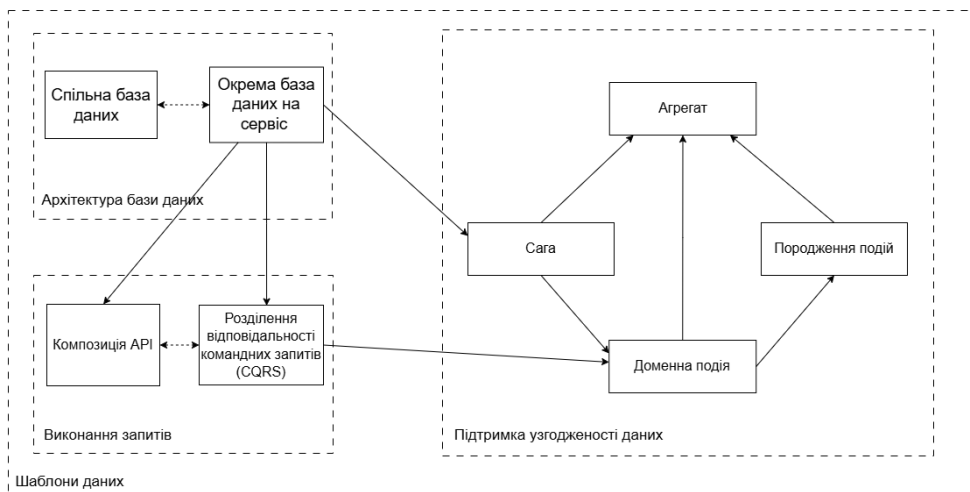 Спільна база
даних
Окрема база
даних на
сервіс
Архітектура бази даних
Агрегат
Сага
Породження подій
Композиція API
Розділення
відповідальності
командних запитів
(CQRS)
Доменна подія
Виконання запитів
Підтримка узгодженості даних
Шаблони даних